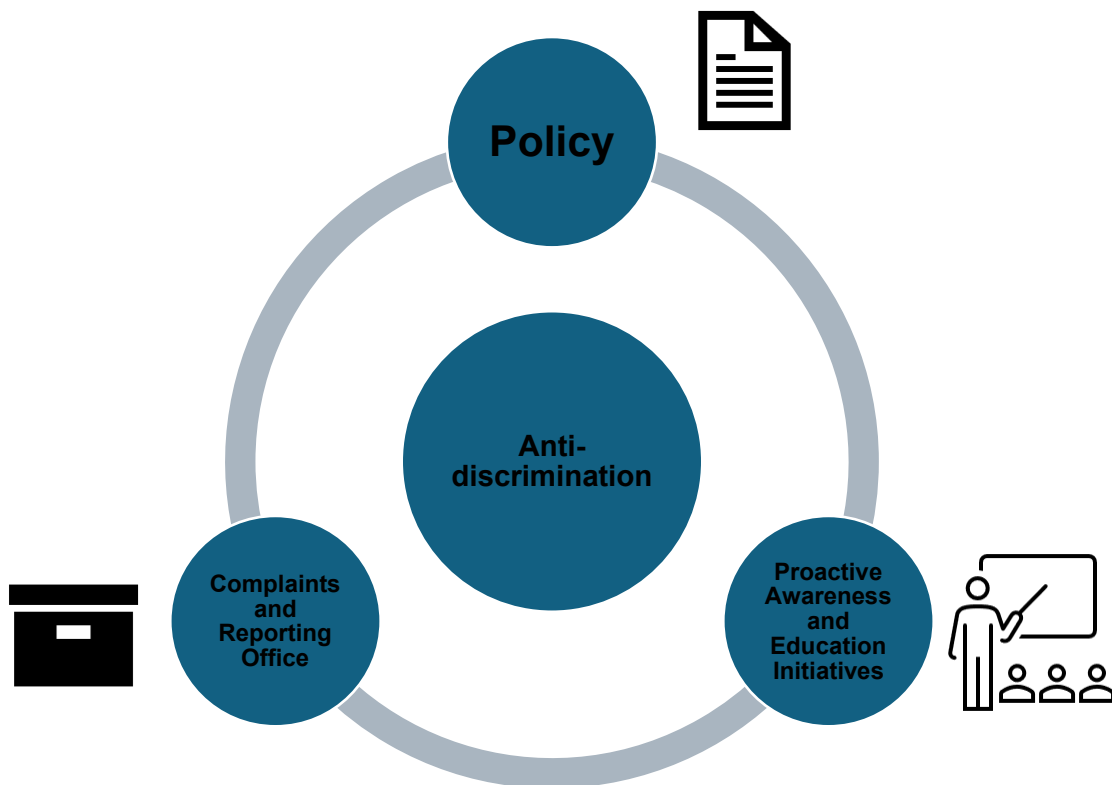 Policy
Anti-
discrimination
Complaints
and
Reporting
Office
Proactive
Awareness
and
Education
Initiatives